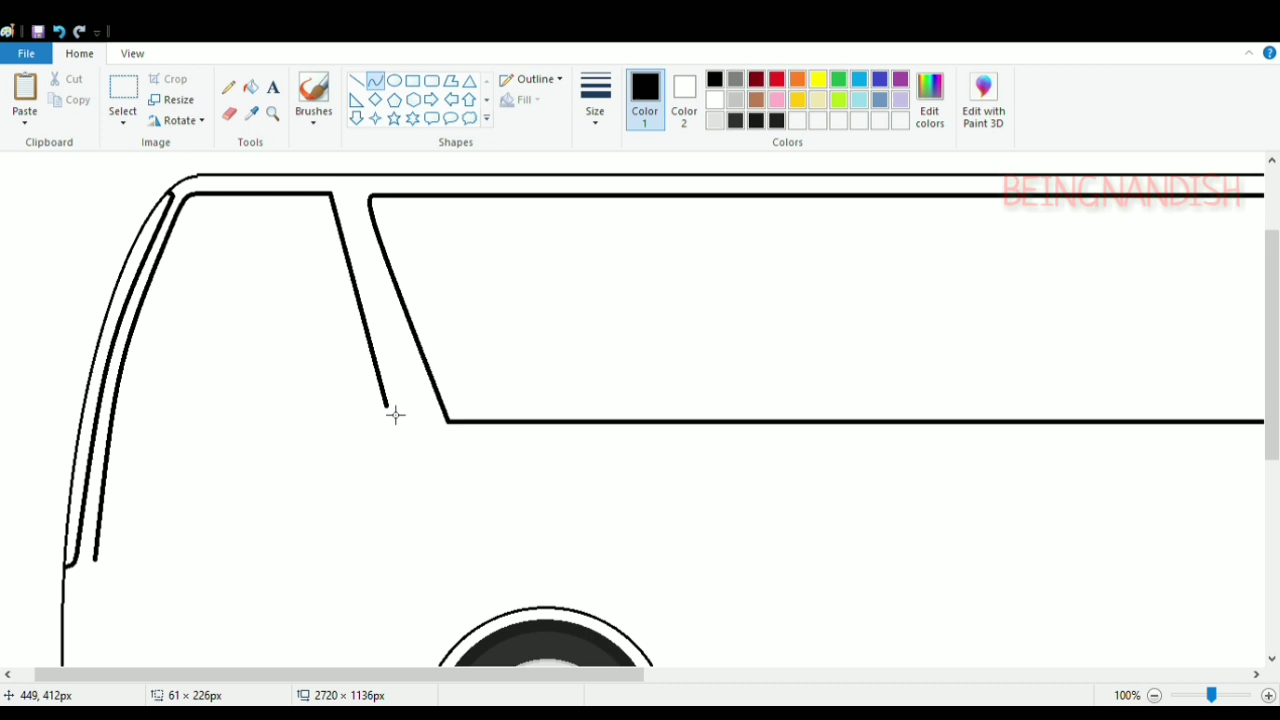 File Home View
Paste
Cut
Copy
Clipboard
Select
Crop
Resize
Rotate
Image
A
Tools
Brushes
Shapes
Outline
Fill
Size
Color 1
Color 2
Edit colors
Colors
Edit with Paint 3D
BEINGNANDISH
449, 412px 61 × 226px 2720 × 1136px 100%